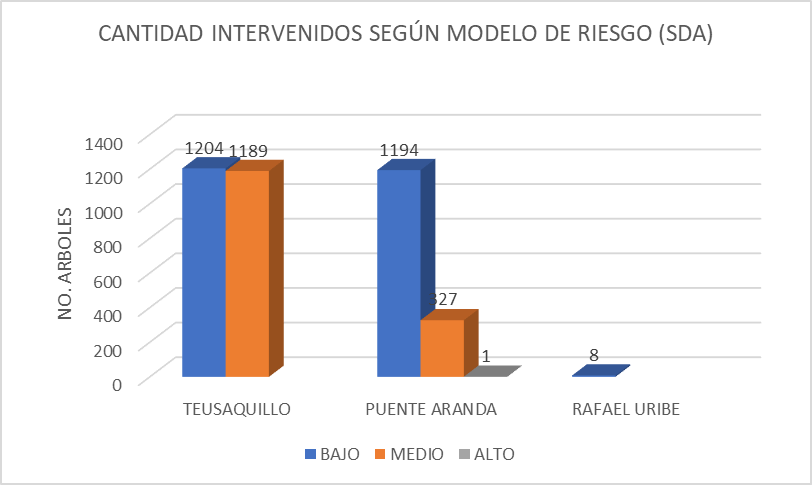 CANTIDAD INTERVENIDOS SEGÚN MODELO DE RIESGO (SDA)
NO. ARBOLES
1400
1200
1000
800
600
400
200
0
1204
1189
1194
327
1
8
TEUSAQUILLO
PUENTE ARANDA
RAFAEL URIBE
BAJO
MEDIO
ALTO